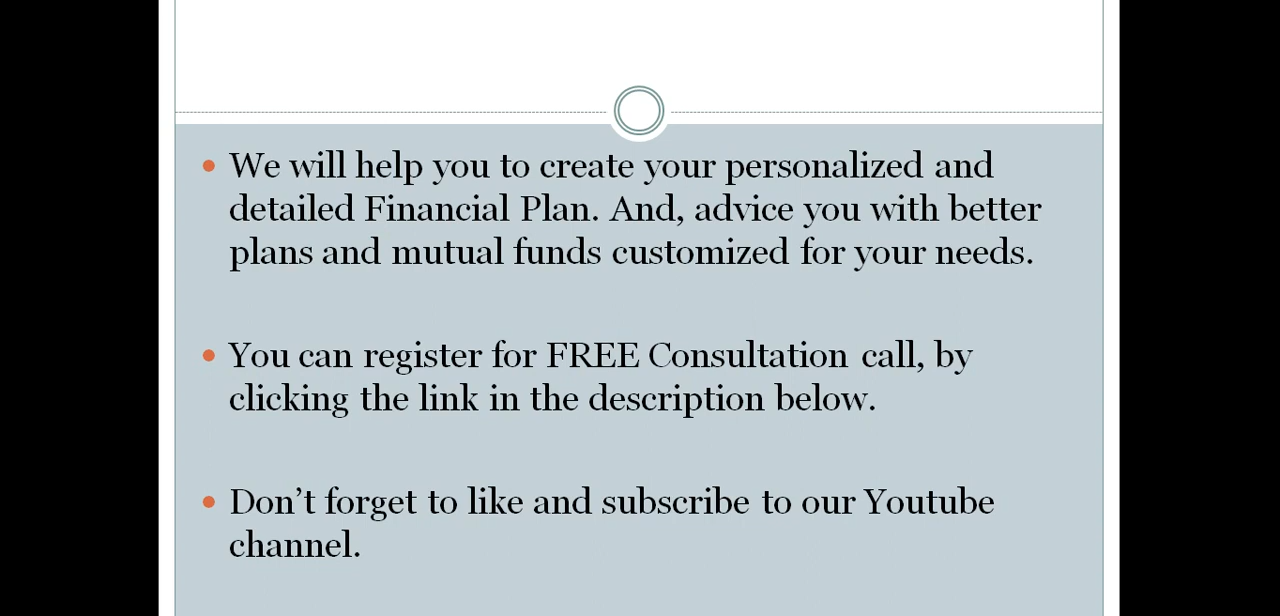 We will help you to create your personalized and
detailed Financial Plan. And, advice you with better
plans and mutual funds customized for your needs.
You can register for FREE Consultation call, by
clicking the link in the description below.
Don’t forget to like and subscribe to our Youtube
channel.